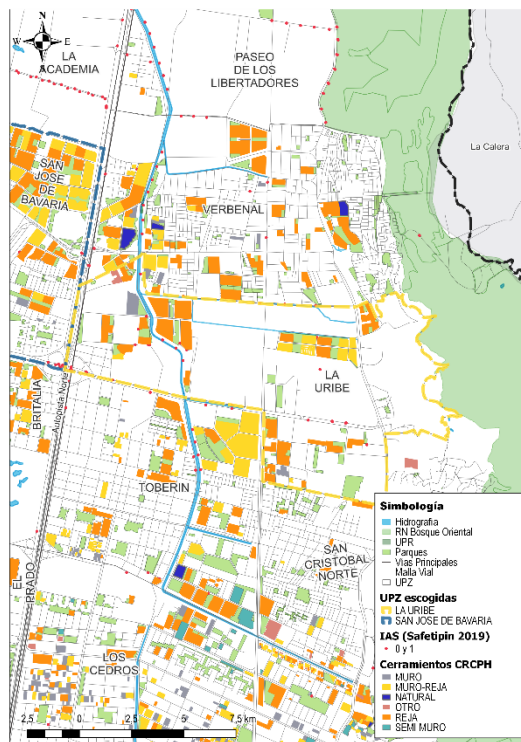 N
W E
S
LA
ACADEMIA
PASEO
DE LOS
LIBERTADORES
La Calera
SAN
JOSE
DE
BAVARIA
VERBENAL
LA
URIBE
BRITALIA
Autopista Norte
TOBERIN
SAN
CRISTOBAL
NORTE
EL
PRADO
LOS
CEDROS
2,5 0 2,5 5 7,5 km
Simbología
Hidrografia
RN Bosque Oriental
UPR
Parques
Vias Principales
Malla Vial
UPZ
UPZ escogidas
LA URIBE
SAN JOSE DE BAVARIA
IAS (Safetipin 2019)
0 y 1
Cerramientos CRCPH
MURO
MURO-REJA
NATURAL
OTRO
REJA
SEMI MURO